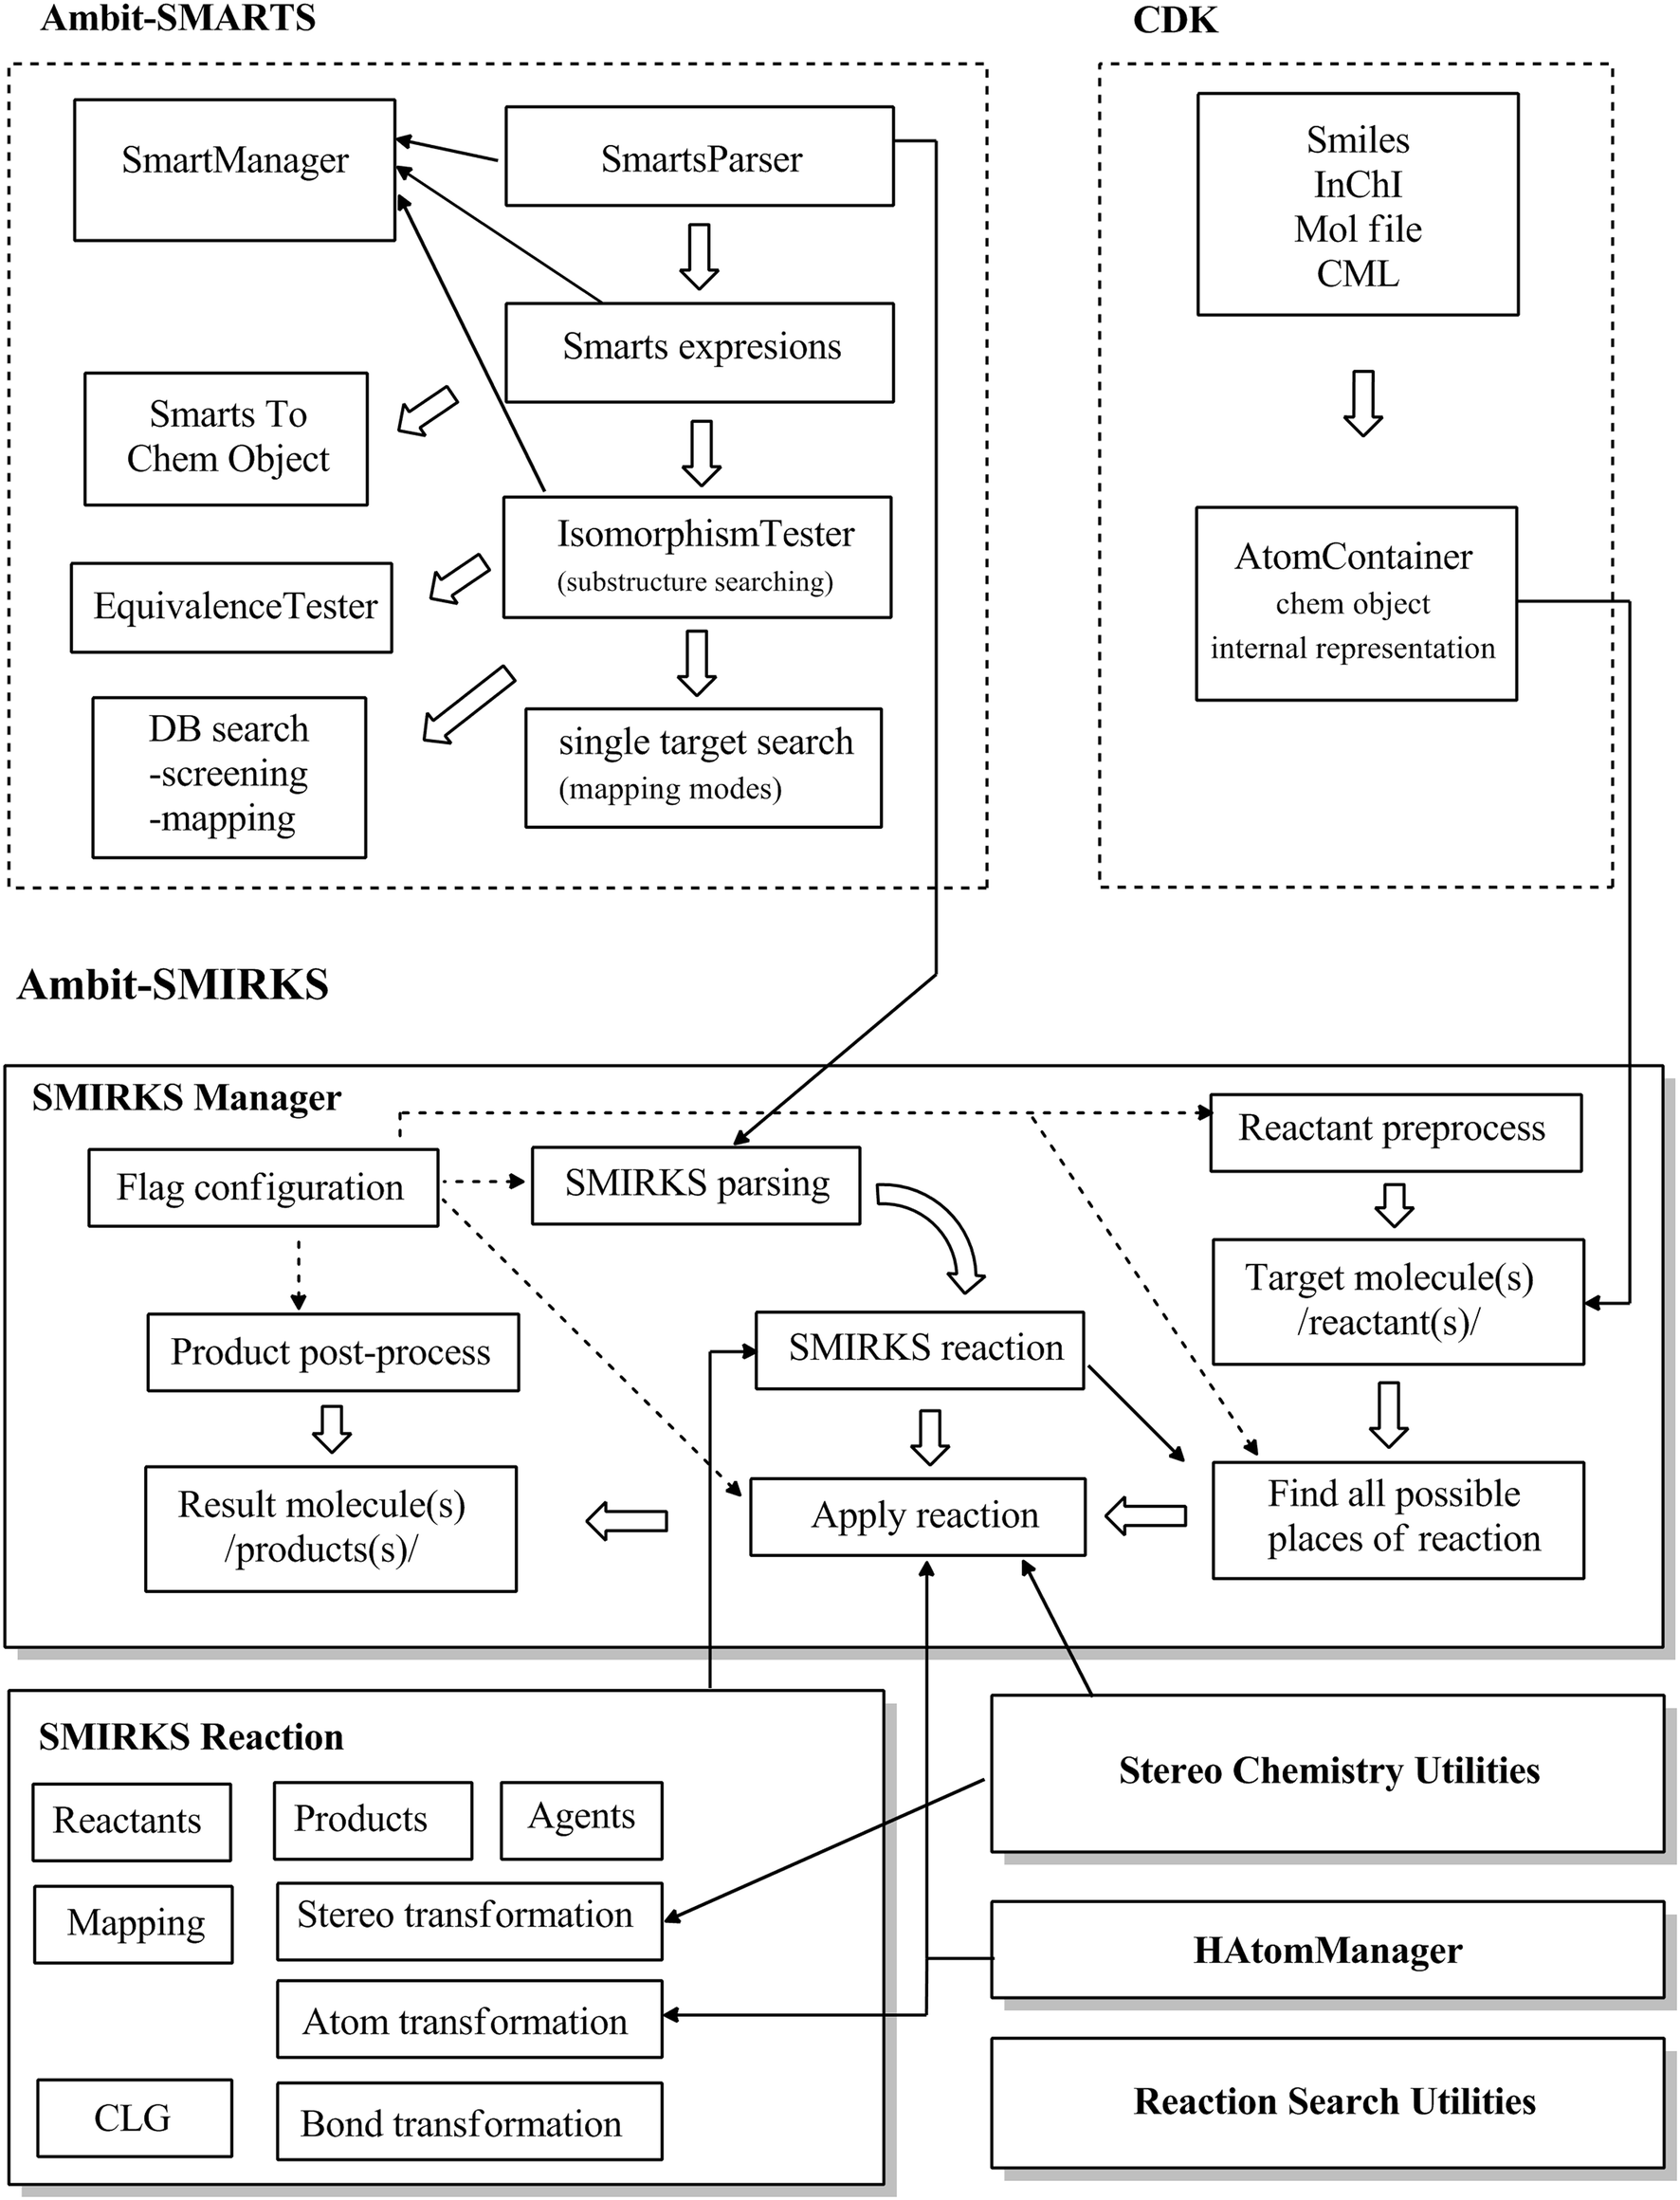 Ambit-SMARTS
SmartManager
SmartsParser
Smarts expresions
Smarts To
Chem Object
IsomorphismTester
(substructure searching)
EquivalenceTester
DB search
-screening
-mapping
single target search
(mapping modes)
CDK
Smiles
InChI
Mol file
CML
AtomContainer
chem object
internal representation
Ambit-SMIRKS
SMIRKS Manager
Flag configuration
SMIRKS parsing
Reactant preprocess
Target molecule(s)
/reactant(s)/
Product post-process
SMIRKS reaction
Result molecule(s)
/products(s)/
Apply reaction
Find all possible
places of reaction
SMIRKS Reaction
Reactants
Products
Agents
Mapping
Stereo transformation
Atom transformation
CLG
Bond transformation
Stereo Chemistry Utilities
HAtomManager
Reaction Search Utilities